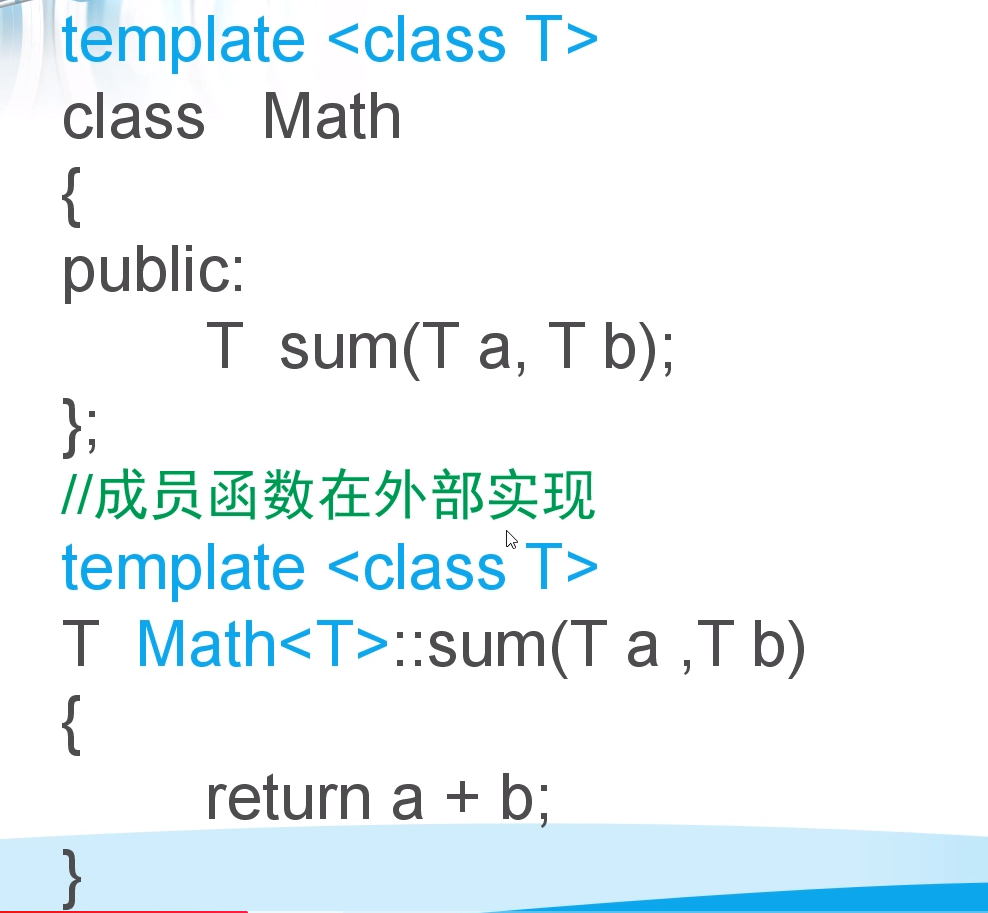 template <class T>
class Math
{
public:
T sum(T a, T b);
};
//成员函数在外部实现
template <class T>
T Math<T>::sum(T a ,T b)
{
return a + b;
}